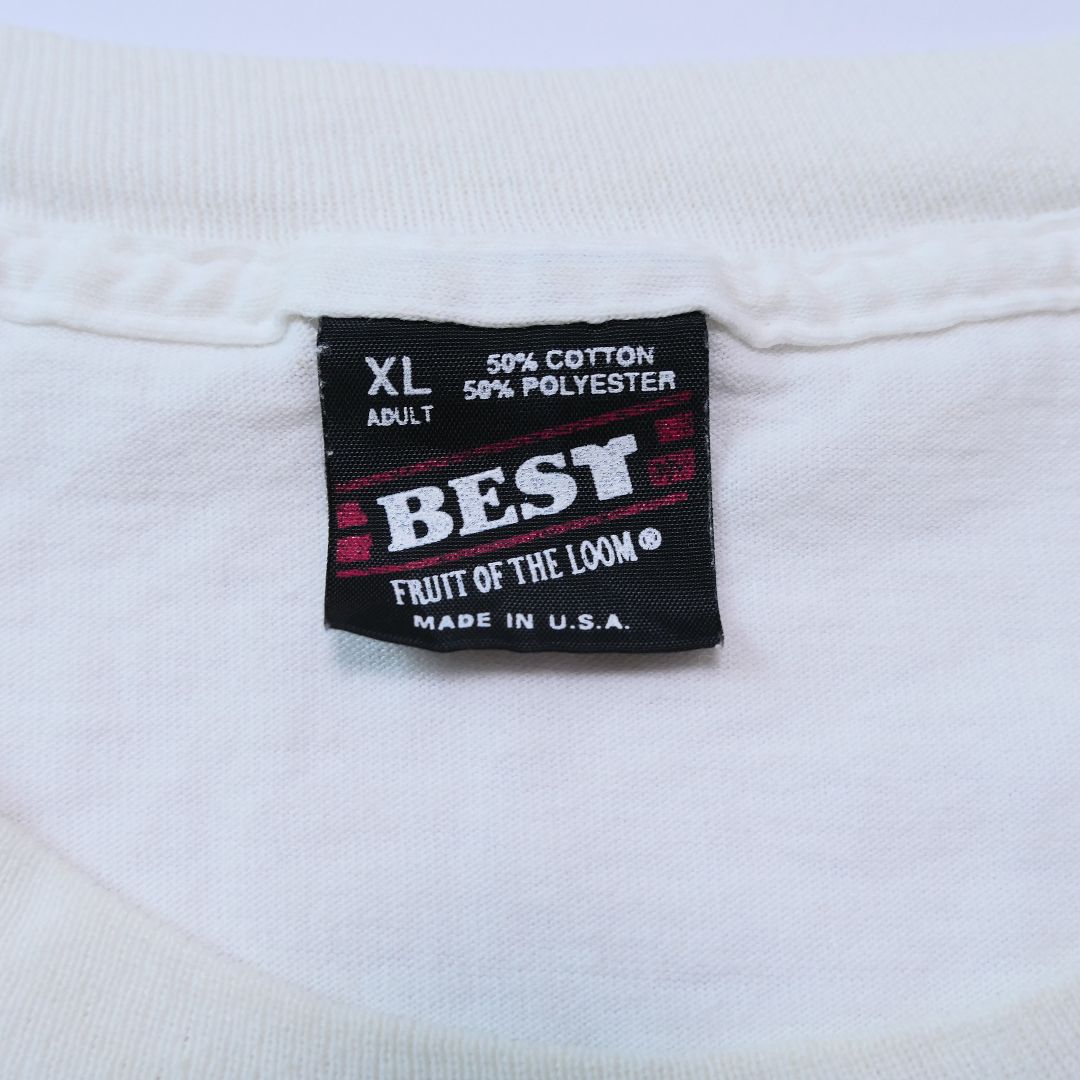 XL
ADULT
50% COTTON
50% POLYESTER
BEST
FRUIT OF THE LOOM®
MADE IN U.S.A.